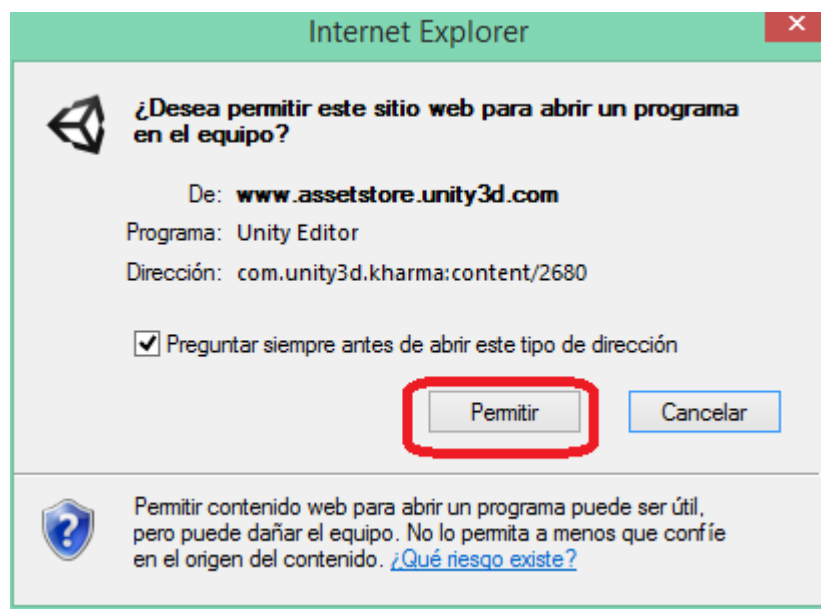 Internet Explorer
¿Desea permitir este sitio web para abrir un programa
en el equipo?
De: www.assetstore.unity3d.com
Programa: Unity Editor
Dirección: com.unity3d.kharma:content/2680
Preguntar siempre antes de abrir este tipo de dirección
Permitir Cancelar
Permitir contenido web para abrir un programa puede ser útil,
pero puede dañar el equipo. No lo permita a menos que confíe
en el origen del contenido. ¿Qué riesgo existe?